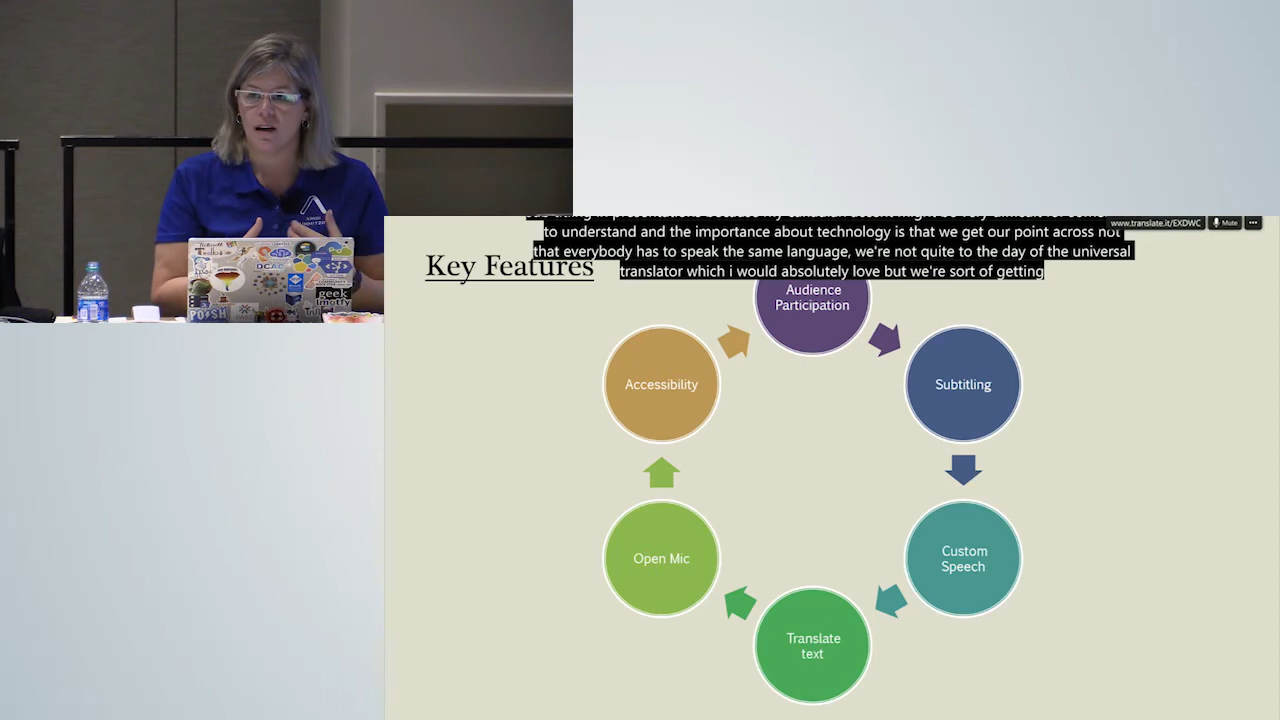 www.translate.it/EXDWC
Mute
to understand and the importance about technology is that we get our point across not
that everybody has to speak the same language, we're not quite to the day of the universal
translator which i would absolutely love but we're sort of getting
Key Features
Audience
Participation
Subtitling
Custom
Speech
Translate
text
Open Mic
Accessibility
DCAC
geek
POSH